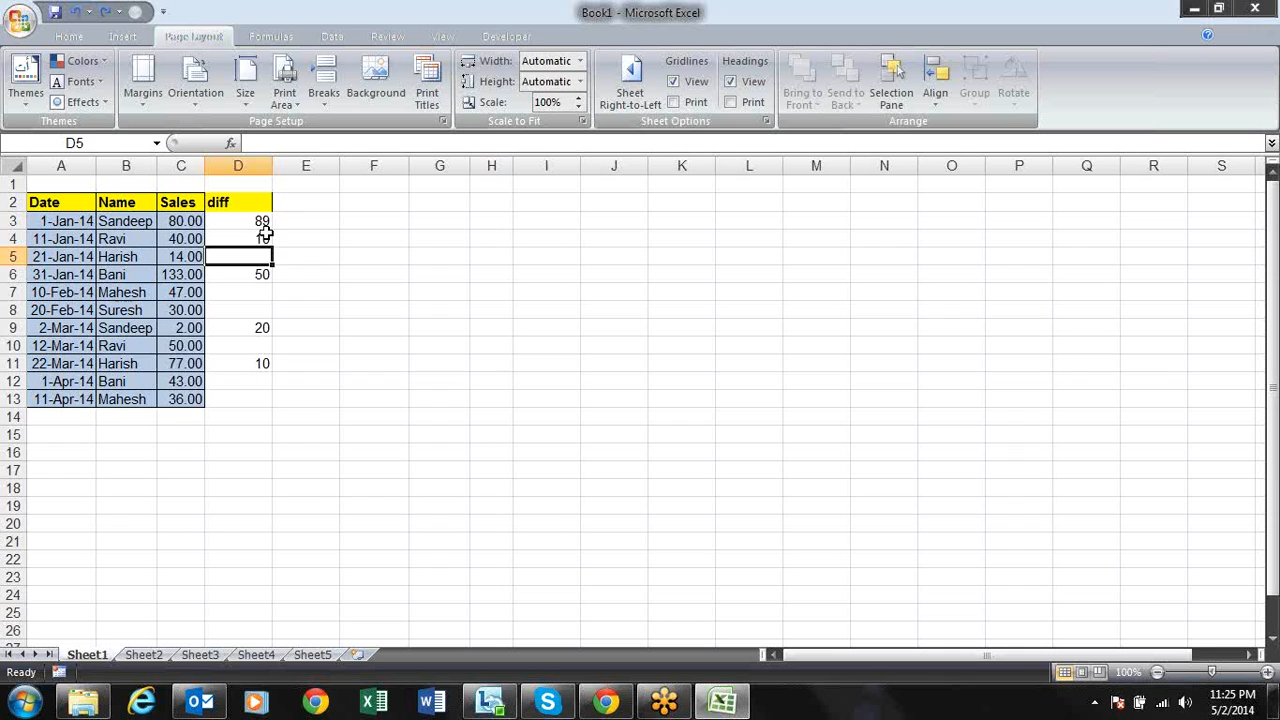 Book1 - Microsoft Excel
Home Insert Page Layout Formulas Data Review View Developer
Themes
Colors
Fonts
Effects
Themes
Margins
Orientation
Size
Print Area
Breaks
Background
Print Titles
Page Setup
Width: Automatic
Height: Automatic
Scale: 100%
Scale to Fit
Sheet Right-to-Left
Gridlines
View
Print
Headings
View
Print
Sheet Options
Bring to Front
Send to Back
Selection Pane
Align
Group
Rotate
Arrange
D5 fx
A B C D E F G H I J K L M N O P Q R S
1
2 Date Name Sales diff
3 1-Jan-14 Sandeep 80.00 89
4 11-Jan-14 Ravi 40.00
5 21-Jan-14 Harish 14.00
6 31-Jan-14 Bani 133.00 50
7 10-Feb-14 Mahesh 47.00
8 20-Feb-14 Suresh 30.00
9 2-Mar-14 Sandeep 2.00 20
10 12-Mar-14 Ravi 50.00
11 22-Mar-14 Harish 77.00 10
12 1-Apr-14 Bani 43.00
13 11-Apr-14 Mahesh 36.00
14
15
16
17
18
19
20
21
22
23
24
25
26
Sheet1 Sheet2 Sheet3 Sheet4 Sheet5
Ready 100%
11:25 PM
5/2/2014